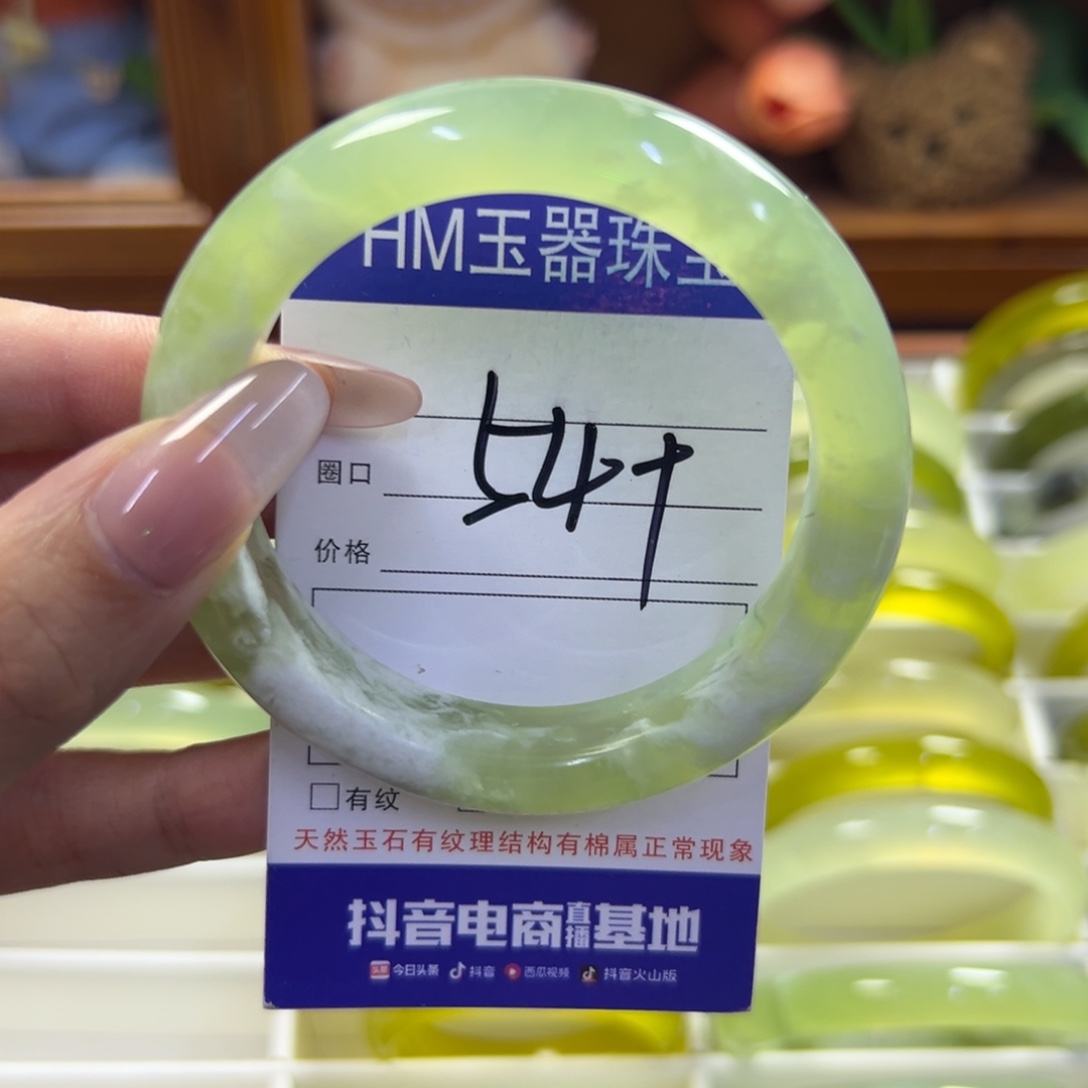 HM玉器珠宝
54+
圈口
价格
有纹
天然玉石有纹理结构有棉属正常现象
抖音电商直播基地
头条 今日头条 抖音 西瓜视频 抖音火山版